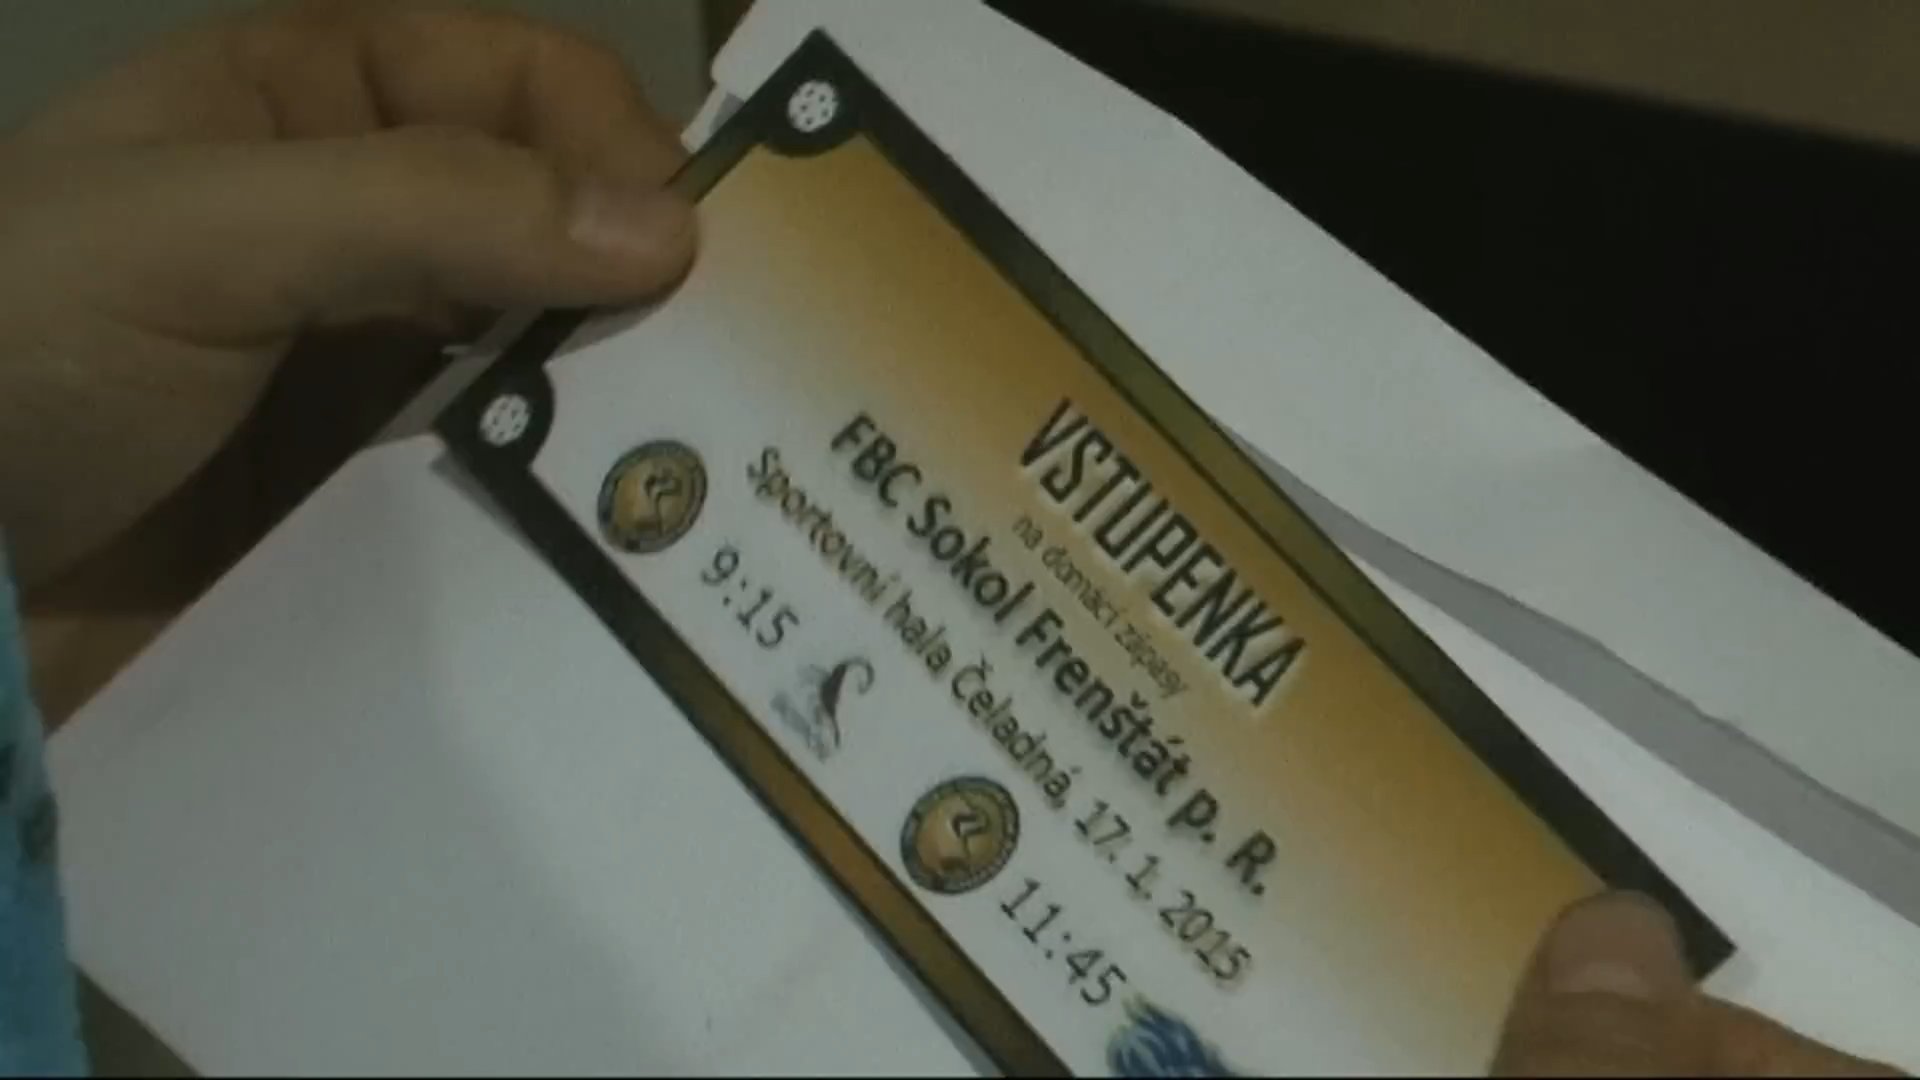 VSTUPENKA
na domácí zápasy
FBC Sokol Frenštát p. R.
Sportovní hala Čeladná, 17. 1. 2015
9:15
11:45